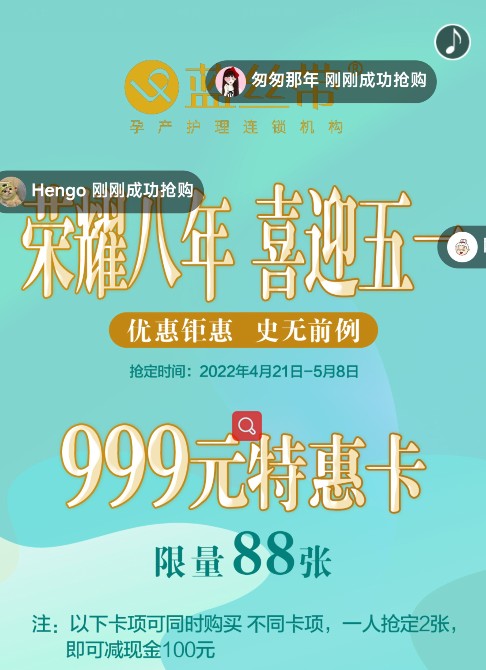 匆匆那年 刚刚成功抢购
蓝丝带®
孕产护理连锁机构
Hengo 刚刚成功抢购
荣耀八年 喜迎五一
优惠钜惠 史无前例
抢定时间：2022年4月21日-5月8日
999元特惠卡
限量88张
注：以下卡项可同时购买 不同卡项，一人抢定2张，
即可减现金100元